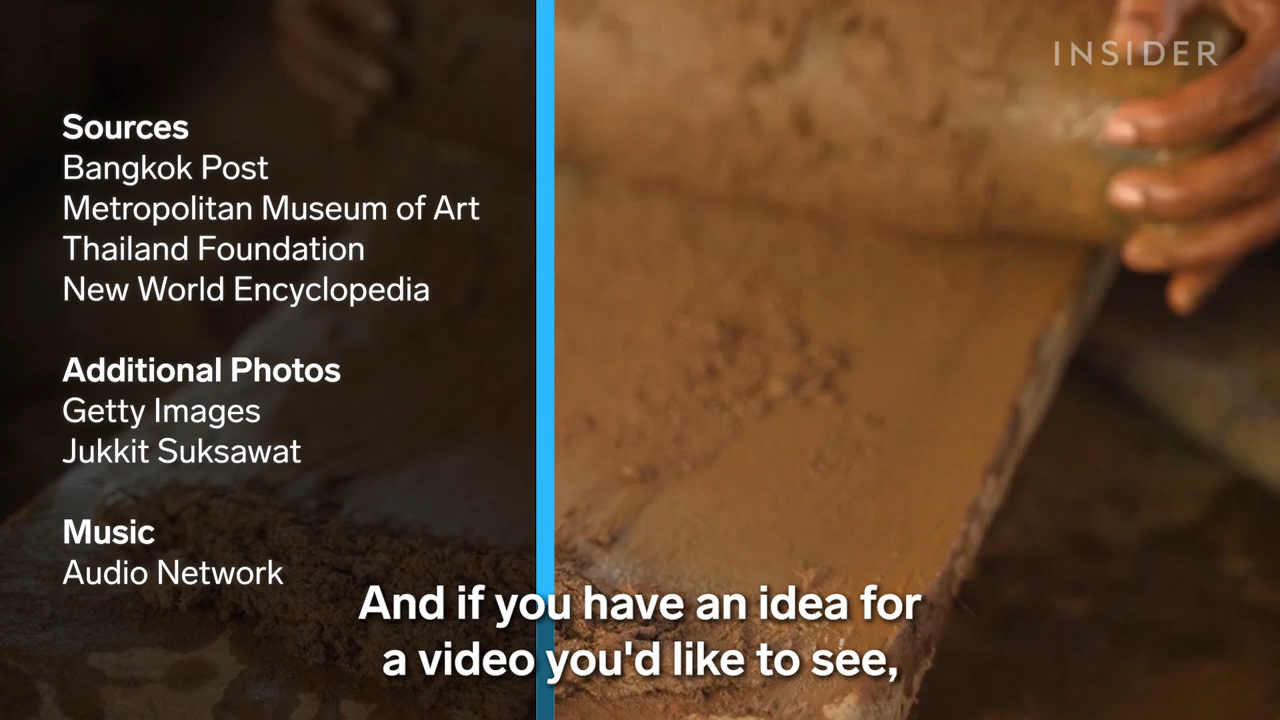 INSIDER
Sources
Bangkok Post
Metropolitan Museum of Art
Thailand Foundation
New World Encyclopedia
Additional Photos
Getty Images
Jukkit Suksawat
Music
Audio Network
And if you have an idea for
a video you'd like to see,